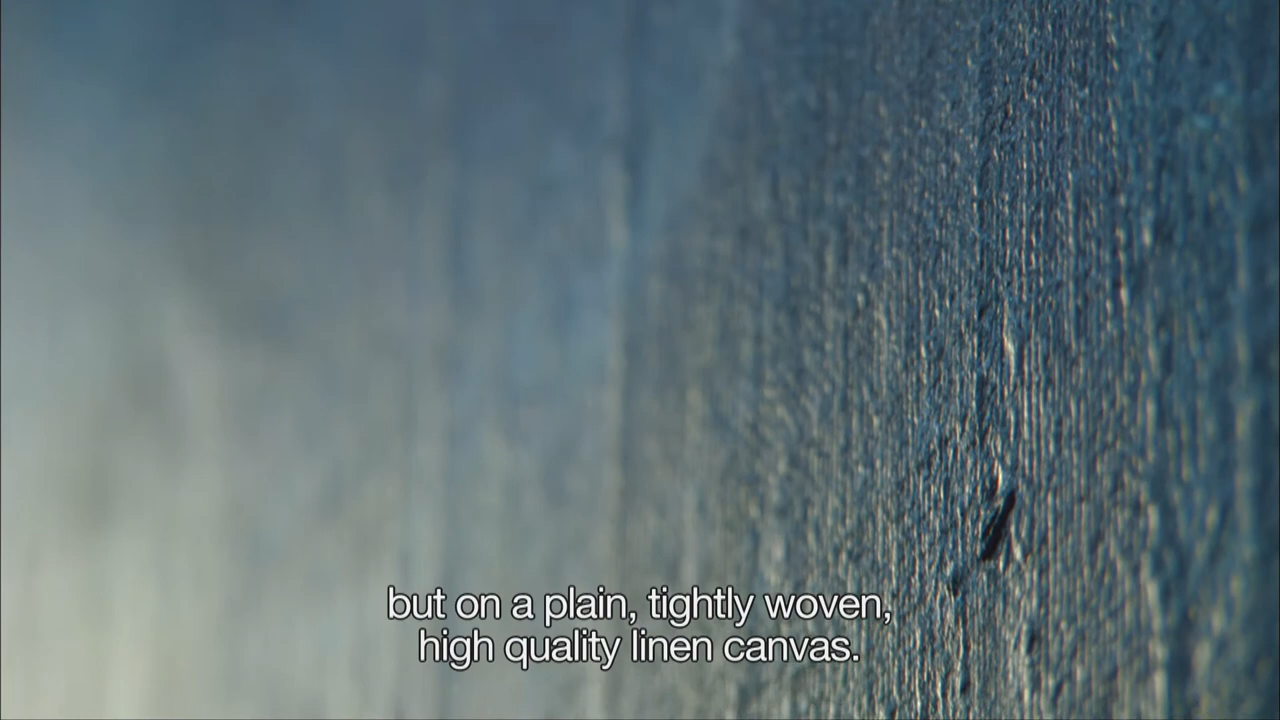 but on a plain, tightly woven,
high quality linen canvas.